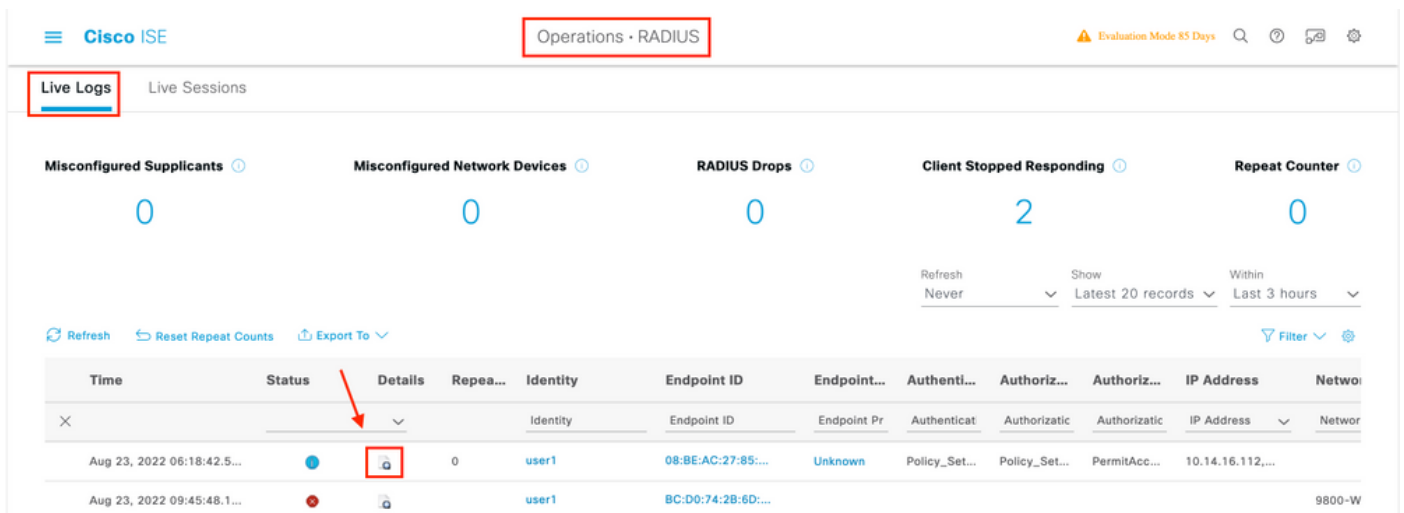 Cisco ISE
Operations · RADIUS
Evaluation Mode 85 Days
Live Logs Live Sessions
Misconfigured Supplicants Misconfigured Network Devices RADIUS Drops Client Stopped Responding Repeat Counter
0 0 0 2 0
Refresh Show Within
Never Latest 20 records Last 3 hours
Refresh Reset Repeat Counts Export To Filter
Time Status Details Repea... Identity Endpoint ID Endpoint... Authenti... Authoriz... Authoriz... IP Address Netwo
Identity Endpoint ID Endpoint Pr Authenticati Authorizatic Authorizatic IP Address Networ
Aug 23, 2022 06:18:42.5... 0 user1 08:BE:AC:27:85:... Unknown Policy_Set... Policy_Set... PermitAcc... 10.14.16.112,...
Aug 23, 2022 09:45:48.1... user1 BC:D0:74:2B:6D:... 9800-W